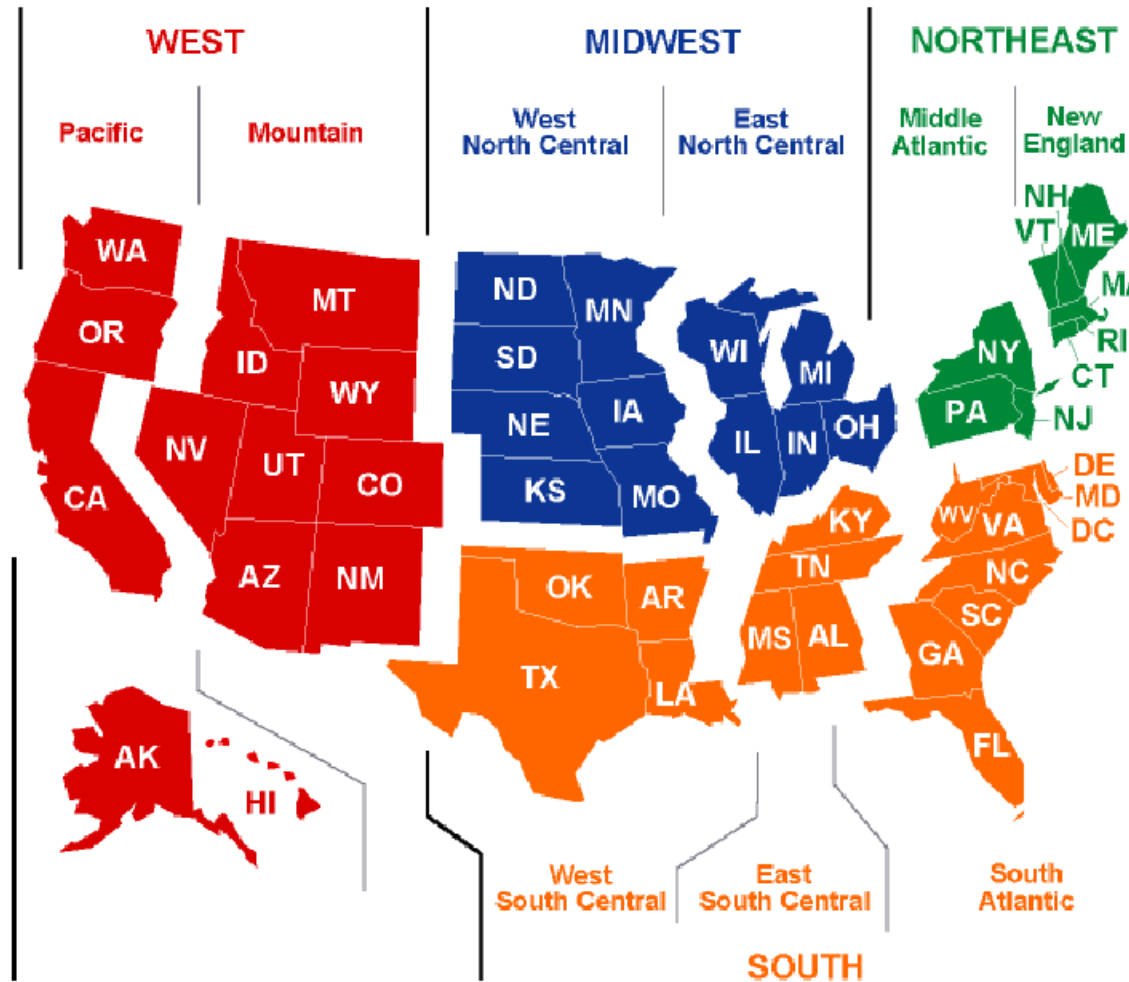 WEST
MIDWEST
NORTHEAST
Pacific
Mountain
West
North Central
East
North Central
Middle
Atlantic
New
England
WA
OR
CA
NV
ID
MT
WY
UT
CO
AZ
NM
AK
HI
ND
SD
NE
KS
MN
IA
MO
WI
MI
IL
IN
OH
NH
VT
ME
MA
RI
CT
NJ
NY
PA
DE
MD
DC
WV
VA
NC
SC
GA
FL
KY
TN
MS
AL
OK
AR
TX
LA
West
South Central
East
South Central
South
Atlantic
SOUTH